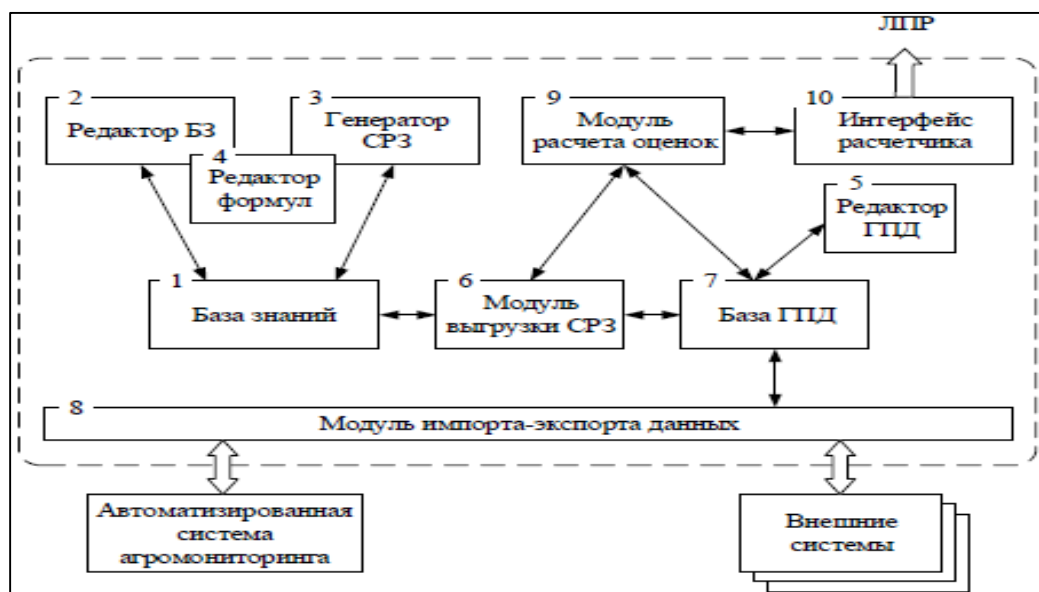 ЛПР
2
Редактор БЗ
3
Генератор
СРЗ
4
Редактор
формул
9
Модуль
расчета оценок
10
Интерфейс
расчетчика
5
Редактор
ГПД
1
База знаний
6
Модуль
выгрузки СРЗ
7
База ГПД
8
Модуль импорта-экспорта данных
Автоматизированная
система
агромониторинга
Внешние
системы